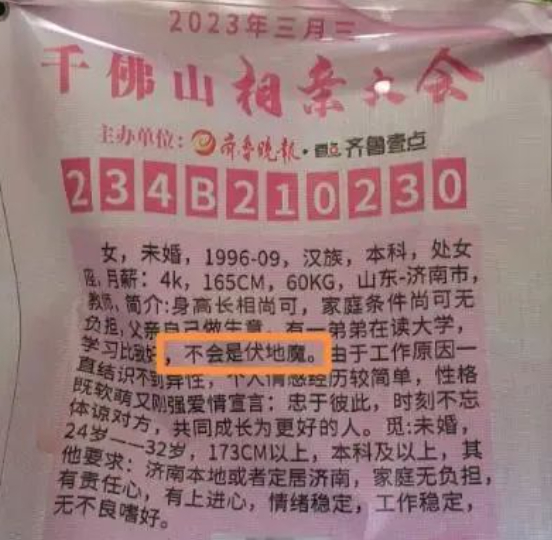 2023年三月三
千佛山相亲大会
主办单位: 齐鲁晚报·齐鲁壹点
234B210230
女,未婚,1996-09,汉族,本科,处女
座,月薪:4k,165CM,60KG,山东-济南市,
教师,简介:身高长相尚可,家庭条件尚可无
负担,父亲自己做生意,有一弟弟在读大学,
学习比较好,不会是伏地魔。由于工作原因一
直结识不到异性,个人情感经历较简单,性格
既软萌又刚强爱情宣言:忠于彼此,时刻不忘
体谅对方,共同成长为更好的人。觅:未婚,
24岁——32岁,173CM以上,本科及以上,其
他要求:济南本地或者定居济南,家庭无负担,
有责任心,有上进心,情绪稳定,工作稳定,
无不良嗜好。